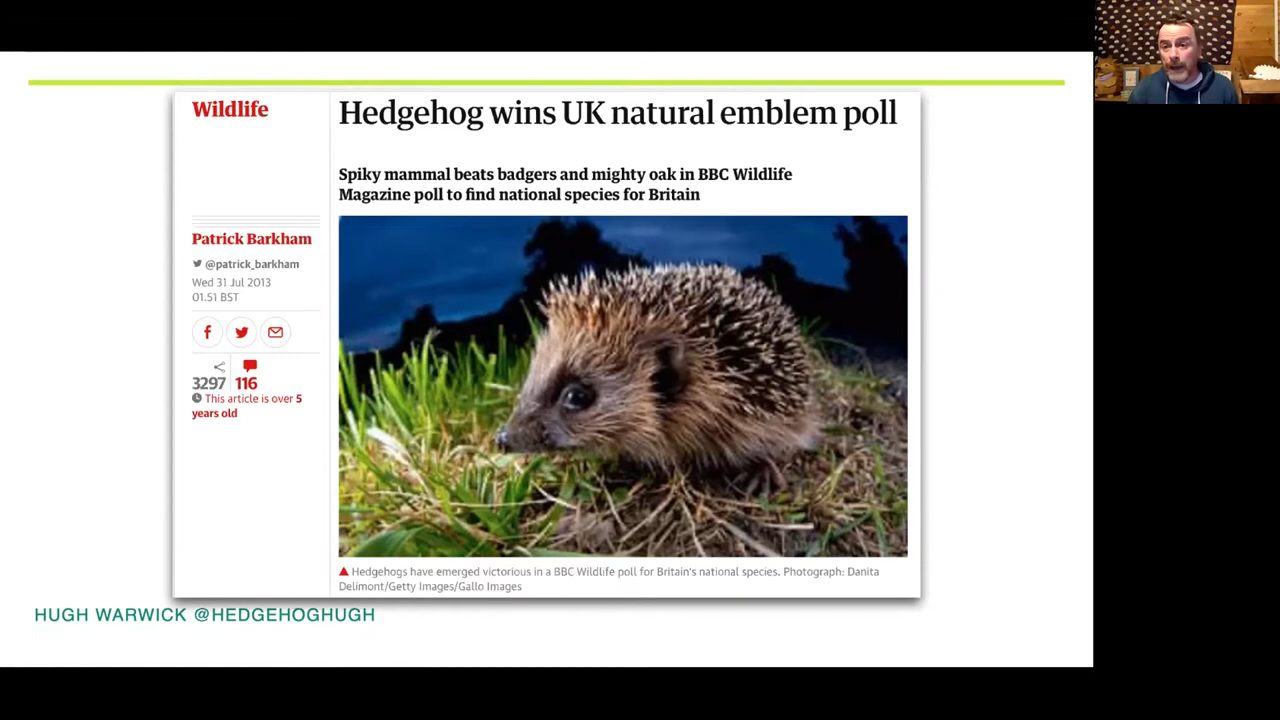 Wildlife
Hedgehog wins UK natural emblem poll
Spiky mammal beats badgers and mighty oak in BBC Wildlife
Magazine poll to find national species for Britain
Patrick Barkham
@patrick_barkham
Wed 31 Jul 2013
01.51 BST
3297 116
This article is over 5
years old
Hedgehogs have emerged victorious in a BBC Wildlife poll for Britain's national species. Photograph: Danita
Delimont/Getty Images/Gallo Images
HUGH WARWICK @HEDGEHOGHUGH